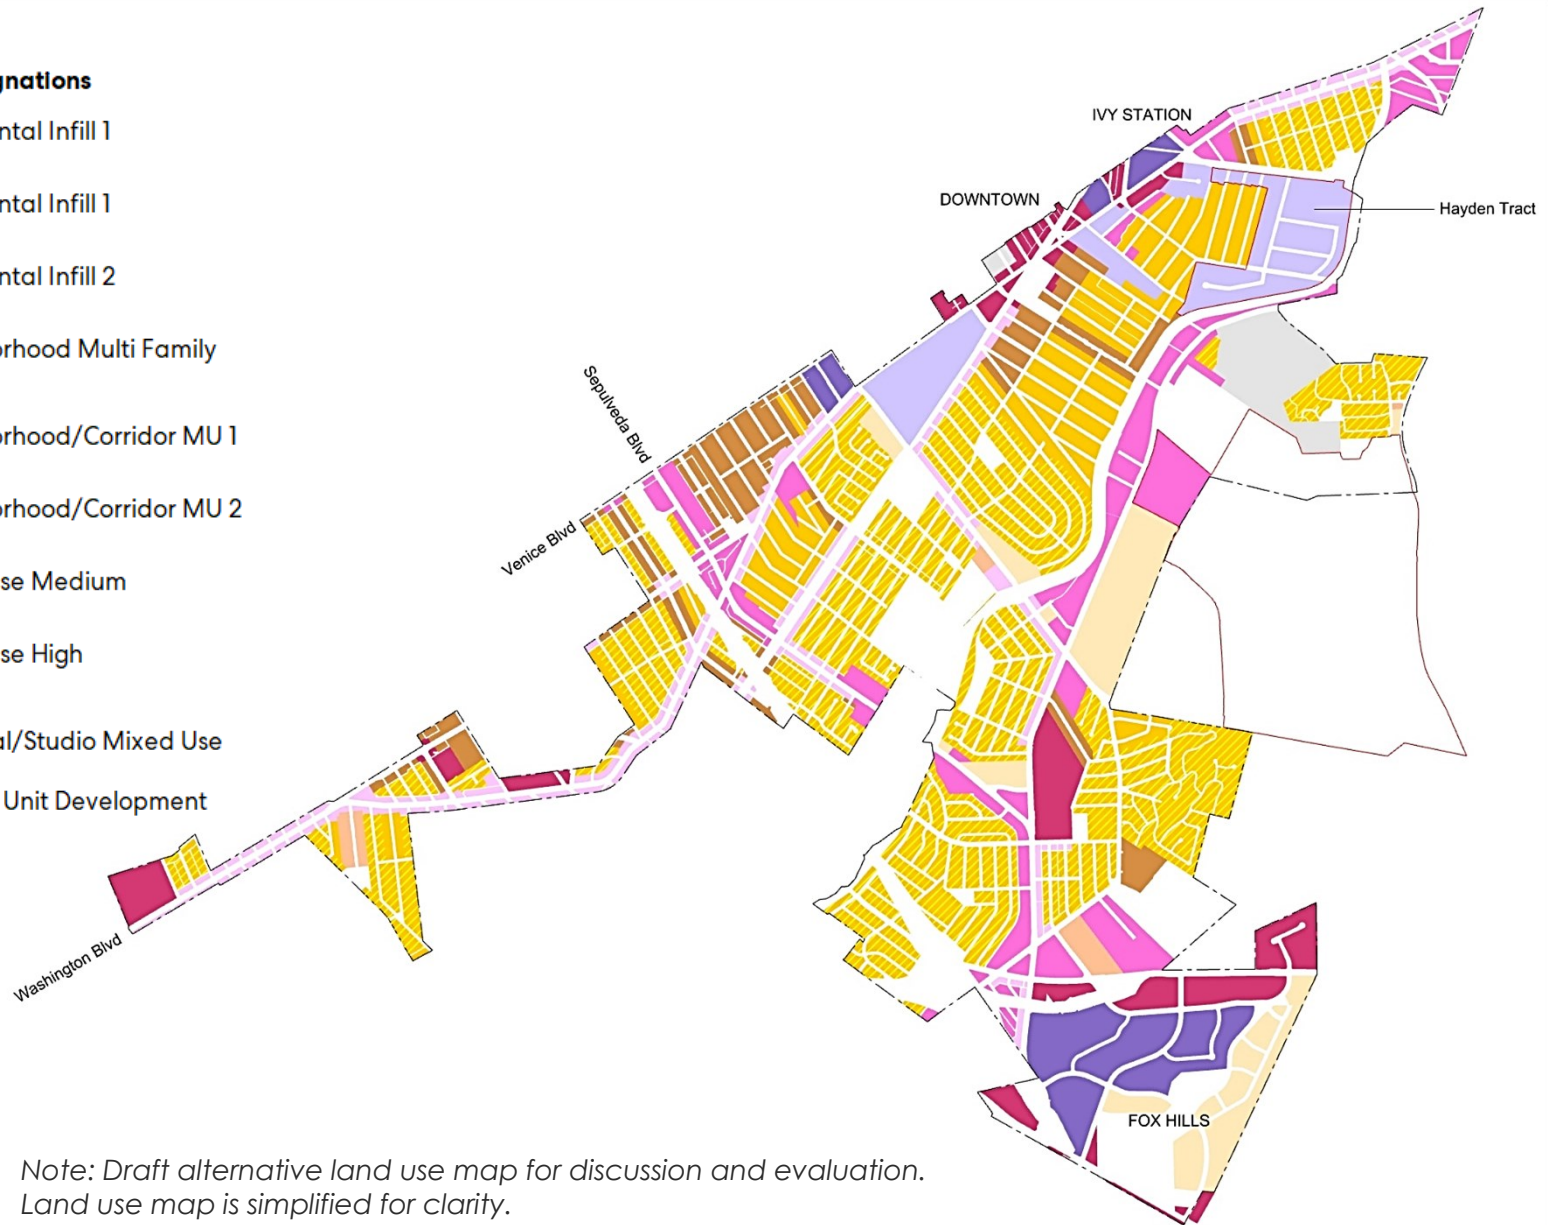 gnations
ntal Infill 1
ntal Infill 1
ntal Infill 2
orhood Multi Family
orhood/Corridor MU 1
orhood/Corridor MU 2
se Medium
se High
al/Studio Mixed Use
Unit Development
IVY STATION
DOWNTOWN
Hayden Tract
Sepulveda Blvd
Venice Blvd
Washington Blvd
FOX HILLS
Note: Draft alternative land use map for discussion and evaluation.
Land use map is simplified for clarity.